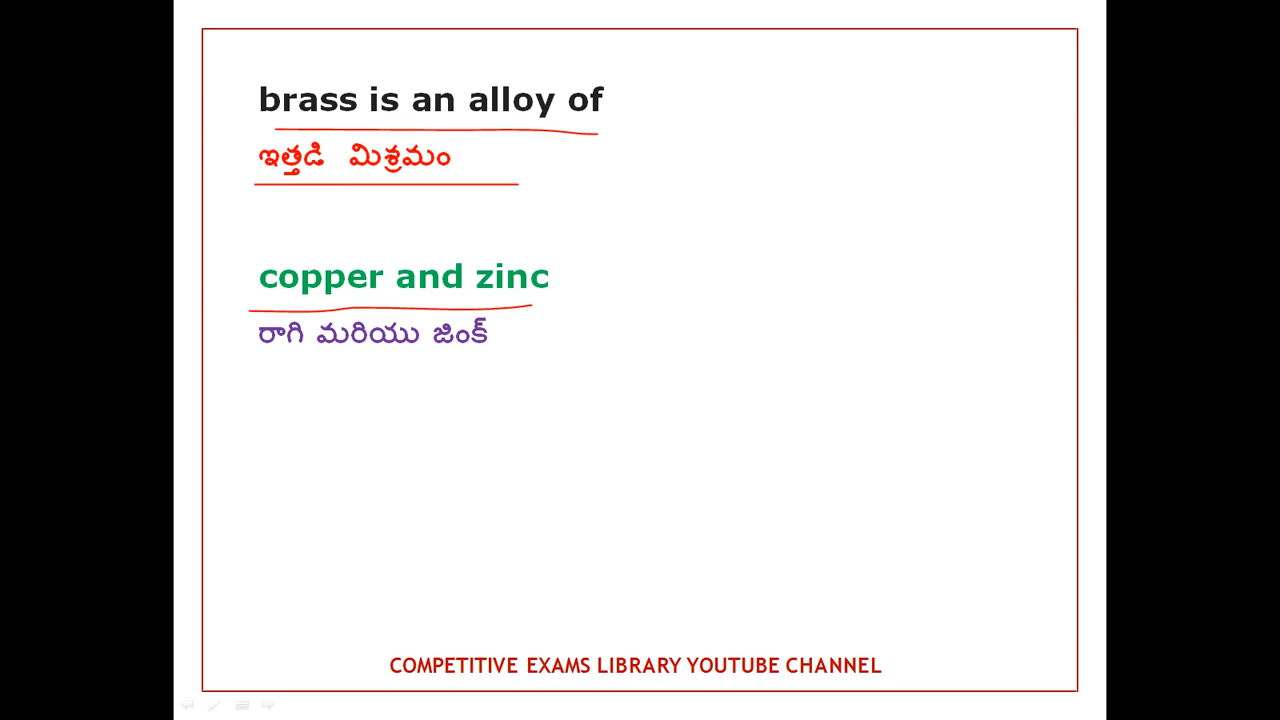 brass is an alloy of
ఇత్తడి మిశ్రమం
copper and zinc
రాగి మరియు జింక్
COMPETITIVE EXAMS LIBRARY YOUTUBE CHANNEL